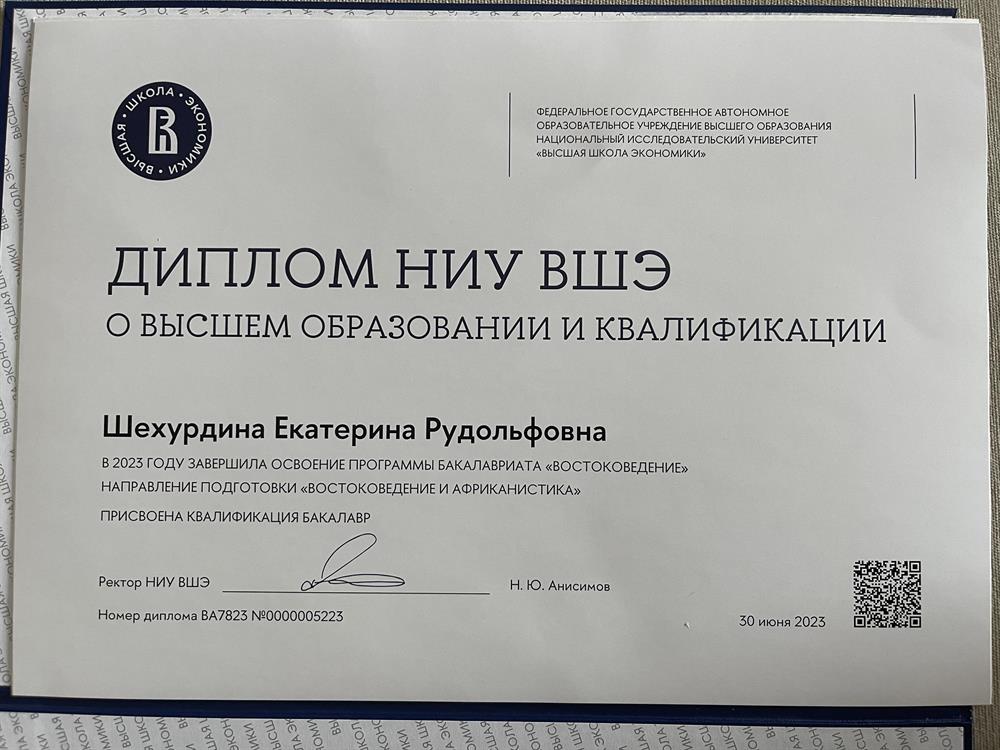 ВЫСШАЯ • ШКОЛА • ЭКОНОМИКИ •
ФЕДЕРАЛЬНОЕ ГОСУДАРСТВЕННОЕ АВТОНОМНОЕ
ОБРАЗОВАТЕЛЬНОЕ УЧРЕЖДЕНИЕ ВЫСШЕГО ОБРАЗОВАНИЯ
НАЦИОНАЛЬНЫЙ ИССЛЕДОВАТЕЛЬСКИЙ УНИВЕРСИТЕТ
«ВЫСШАЯ ШКОЛА ЭКОНОМИКИ»
ДИПЛОМ НИУ ВШЭ
О ВЫСШЕМ ОБРАЗОВАНИИ И КВАЛИФИКАЦИИ
Шехурдина Екатерина Рудольфовна
В 2023 ГОДУ ЗАВЕРШИЛА ОСВОЕНИЕ ПРОГРАММЫ БАКАЛАВРИАТА «ВОСТОКОВЕДЕНИЕ»
НАПРАВЛЕНИЕ ПОДГОТОВКИ «ВОСТОКОВЕДЕНИЕ И АФРИКАНИСТИКА»
ПРИСВОЕНА КВАЛИФИКАЦИЯ БАКАЛАВР
Ректор НИУ ВШЭ Н. Ю. Анисимов
Номер диплома ВА7823 №0000005223
30 июня 2023